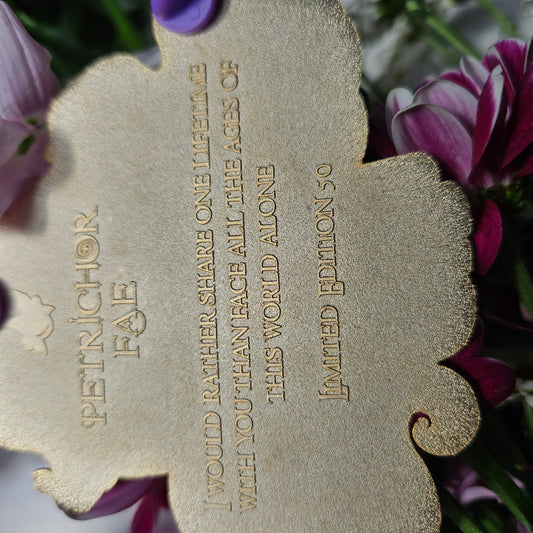 PETRICHOR
FAE
I WOULD RATHER SHARE ONE LIFETIME
WITH YOU THAN FACE ALL THE AGES OF
THIS WORLD ALONE
LIMITED EDITION 50